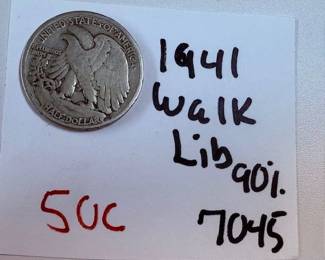 UNITED STATES OF AMERICA
HALF DOLLAR
1941
Walk
Lib
90%
50C
7045